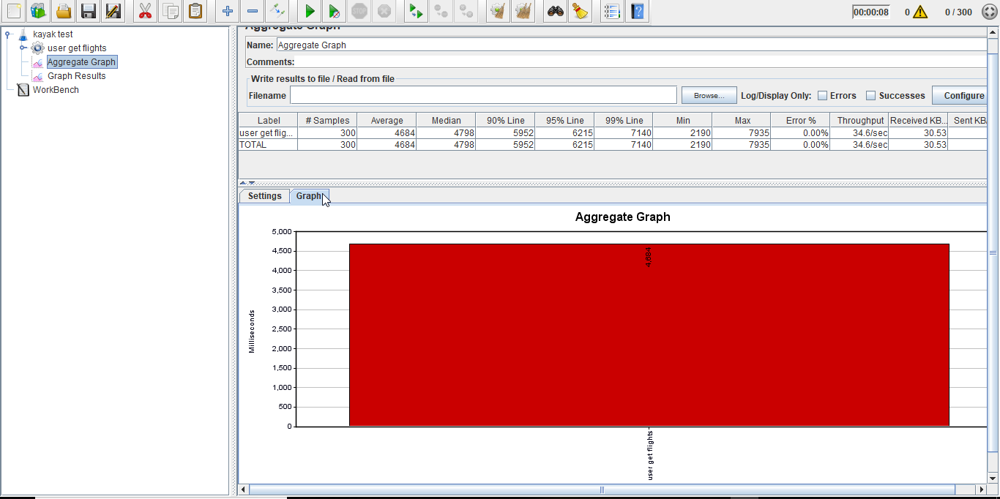 00:00:08 0 0 / 300
kayak test
user get flights
Aggregate Graph
Graph Results
WorkBench
Aggregate Graph
Name: Aggregate Graph
Comments:
Write results to file / Read from file
Filename Browse... Log/Display Only: Errors Successes Configure
Label # Samples Average Median 90% Line 95% Line 99% Line Min Max Error % Throughput Received KB... Sent KB/
user get flig... 300 4684 4798 5952 6215 7140 2190 7935 0.00% 34.6/sec 30.53
TOTAL 300 4684 4798 5952 6215 7140 2190 7935 0.00% 34.6/sec 30.53
Settings Graph
Aggregate Graph
5,000
4,500
4,000
3,500
3,000
2,500
2,000
1,500
1,000
500
0
Milliseconds
4,684
user get flights